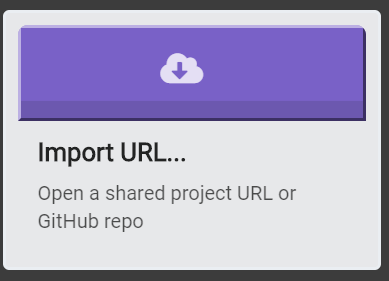 Import URL...
Open a shared project URL or
GitHub repo